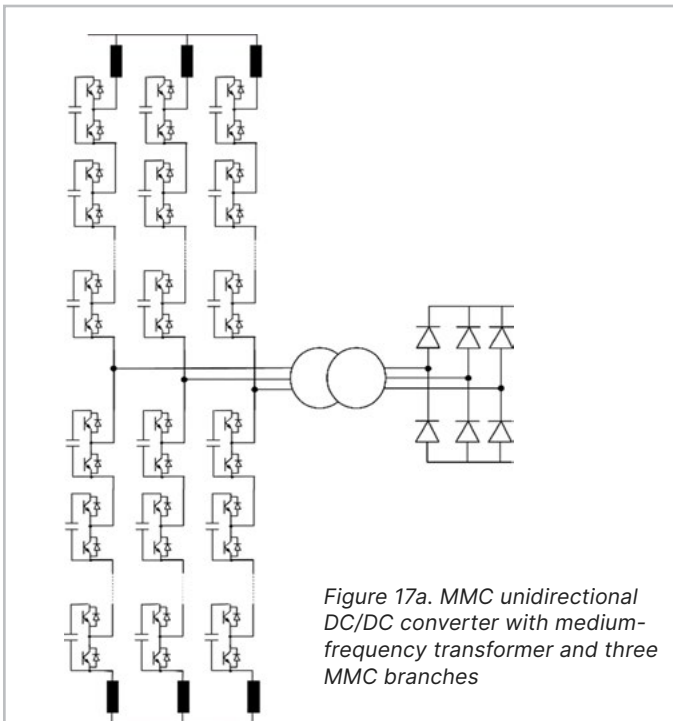 Figure 17a. MMC unidirectional
DC/DC converter with medium-
frequency transformer and three
MMC branches